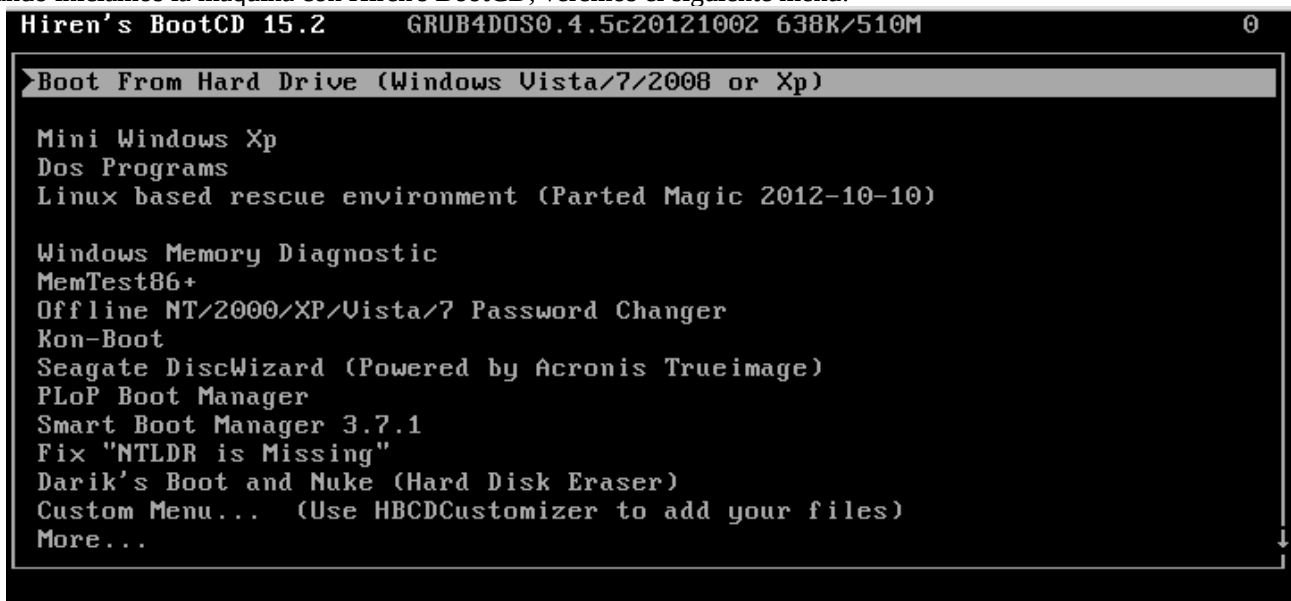 Hiren's BootCD 15.2 GRUB4DOS0.4.5c20121002 638K/510M 0
Boot From Hard Drive (Windows Vista/7/2008 or Xp)
Mini Windows Xp
Dos Programs
Linux based rescue environment (Parted Magic 2012-10-10)
Windows Memory Diagnostic
MemTest86+
Offline NT/2000/XP/Vista/7 Password Changer
Kon-Boot
Seagate DiscWizard (Powered by Acronis Trueimage)
PLoP Boot Manager
Smart Boot Manager 3.7.1
Fix "NTLDR is Missing"
Darik's Boot and Nuke (Hard Disk Eraser)
Custom Menu... (Use HBCDCustomizer to add your files)
More...